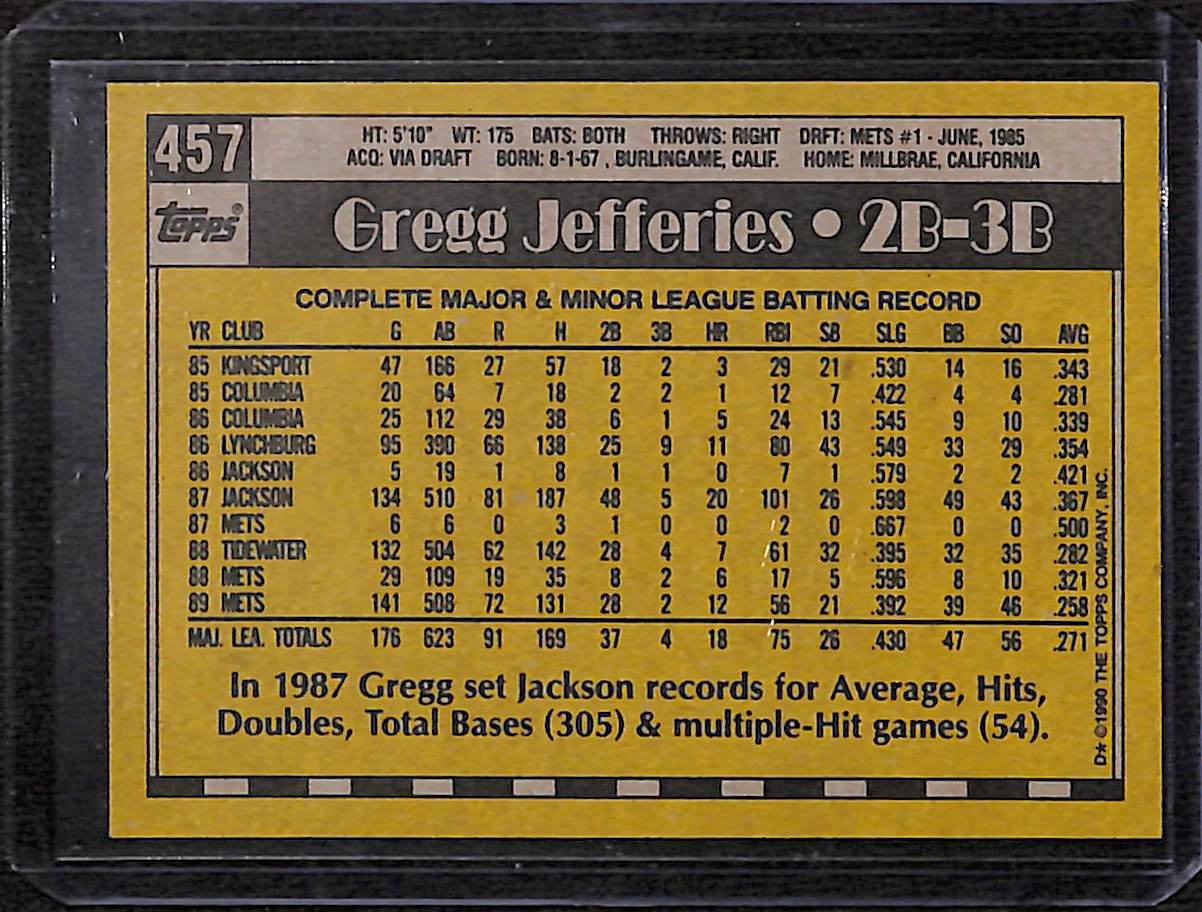 457
HT: 5'10" WT: 175 BATS: BOTH THROWS: RIGHT DRFT: METS #1 - JUNE, 1985
ACQ: VIA DRAFT BORN: 8-1-67 , BURLINGAME, CALIF. HOME: MILLBRAE, CALIFORNIA
TOPPS®
Gregg Jefferies • 2B-3B
COMPLETE MAJOR & MINOR LEAGUE BATTING RECORD
YR CLUB G AB R H 2B 3B HR RBI SB SLG BB SO AVG
85 KINGSPORT 47 166 27 57 18 2 3 29 21 .530 14 16 .343
85 COLUMBIA 20 64 7 18 2 2 1 12 7 .422 4 4 .281
86 COLUMBIA 25 112 29 38 6 1 5 24 13 .545 9 10 .339
86 LYNCHBURG 95 390 66 138 25 9 11 80 43 .549 33 29 .354
86 JACKSON 5 19 1 8 1 1 0 7 1 .579 2 2 .421
87 JACKSON 134 510 81 187 48 5 20 101 26 .598 49 43 .367
87 METS 6 6 0 3 1 0 0 2 0 .667 0 0 .500
88 TIDEWATER 132 504 62 142 28 4 7 61 32 .395 32 35 .282
88 METS 29 109 19 35 8 2 6 17 5 .596 8 10 .321
89 METS 141 508 72 131 28 2 12 56 21 .392 39 46 .258
MAJ. LEA. TOTALS 176 623 91 169 37 4 18 75 26 .430 47 56 .271
In 1987 Gregg set Jackson records for Average, Hits,
Doubles, Total Bases (305) & multiple-Hit games (54).
D* ©1990 THE TOPPS COMPANY, INC.